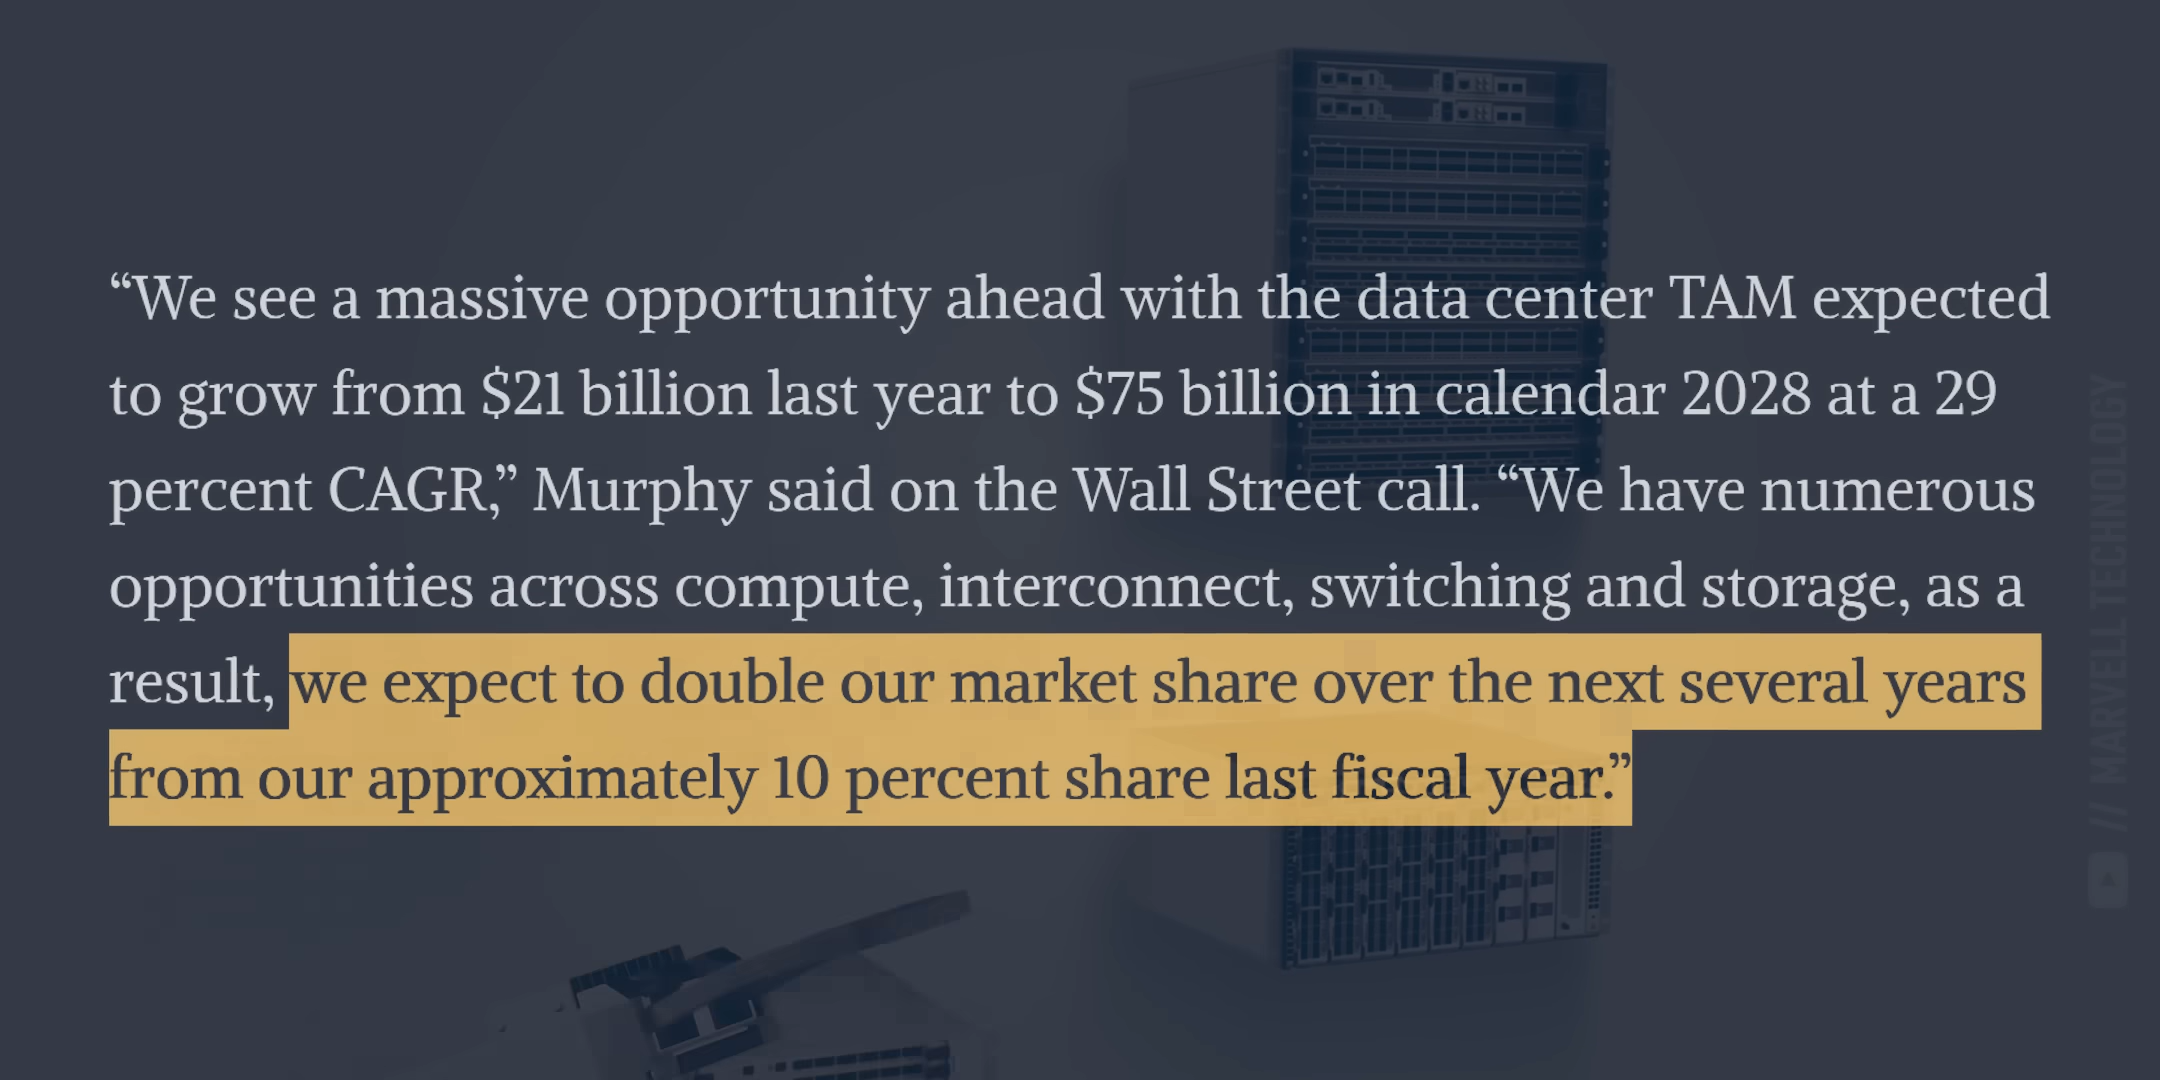 “We see a massive opportunity ahead with the data center TAM expected
to grow from $21 billion last year to $75 billion in calendar 2028 at a 29
percent CAGR,” Murphy said on the Wall Street call. “We have numerous
opportunities across compute, interconnect, switching and storage, as a
result, we expect to double our market share over the next several years
from our approximately 10 percent share last fiscal year.”
// MARVELL TECHNOLOGY